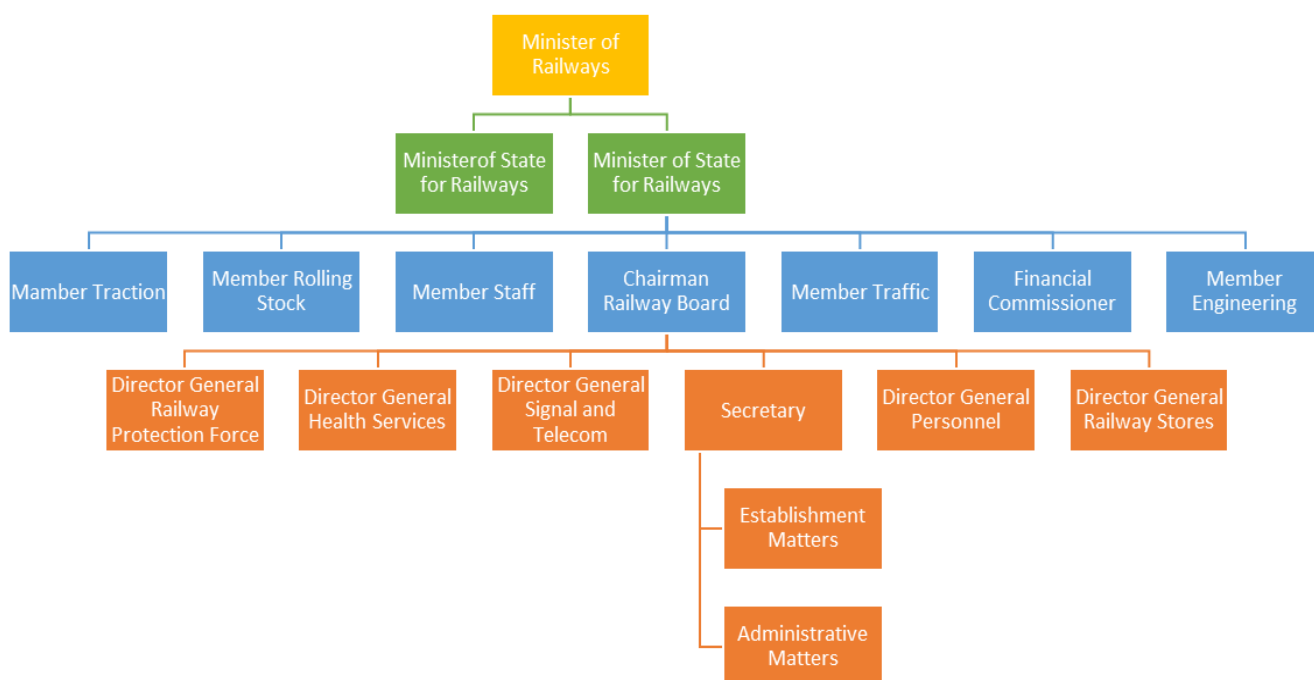 Minister of
Railways
Ministerof State
for Railways
Minister of State
for Railways
Mamber Traction
Member Rolling
Stock
Member Staff
Chairman
Railway Board
Member Traffic
Financial
Commissioner
Member
Engineering
Director General
Railway
Protection Force
Director General
Health Services
Director General
Signal and
Telecom
Secretary
Director General
Personnel
Director General
Railway Stores
Establishment
Matters
Administrative
Matters